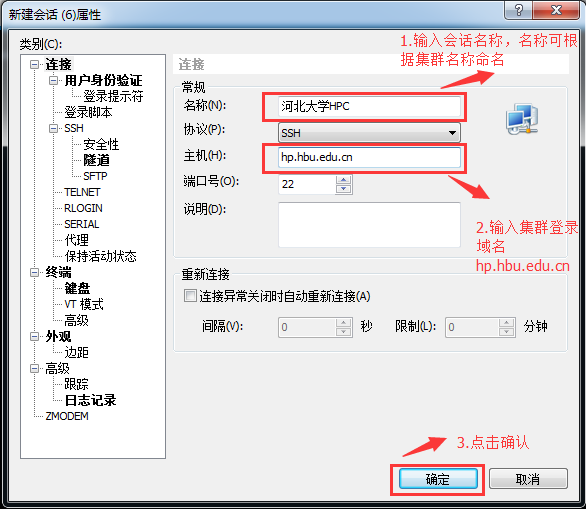 新建会话 (6)属性
类别(C):
连接
用户身份验证
登录提示符
登录脚本
SSH
安全性
隧道
SFTP
TELNET
RLOGIN
SERIAL
代理
保持活动状态
终端
键盘
VT 模式
高级
外观
边距
高级
跟踪
日志记录
ZMODEM
连接
1.输入会话名称，名称可根
据集群名称命名
常规
名称(N):
河北大学HPC
协议(P):
SSH
主机(H):
hp.hbu.edu.cn
端口号(O):
22
说明(D):
2.输入集群登录
域名
hp.hbu.edu.cn
重新连接
连接异常关闭时自动重新连接(A)
间隔(V):
0
秒
限制(L):
0
分钟
3.点击确认
确定
取消